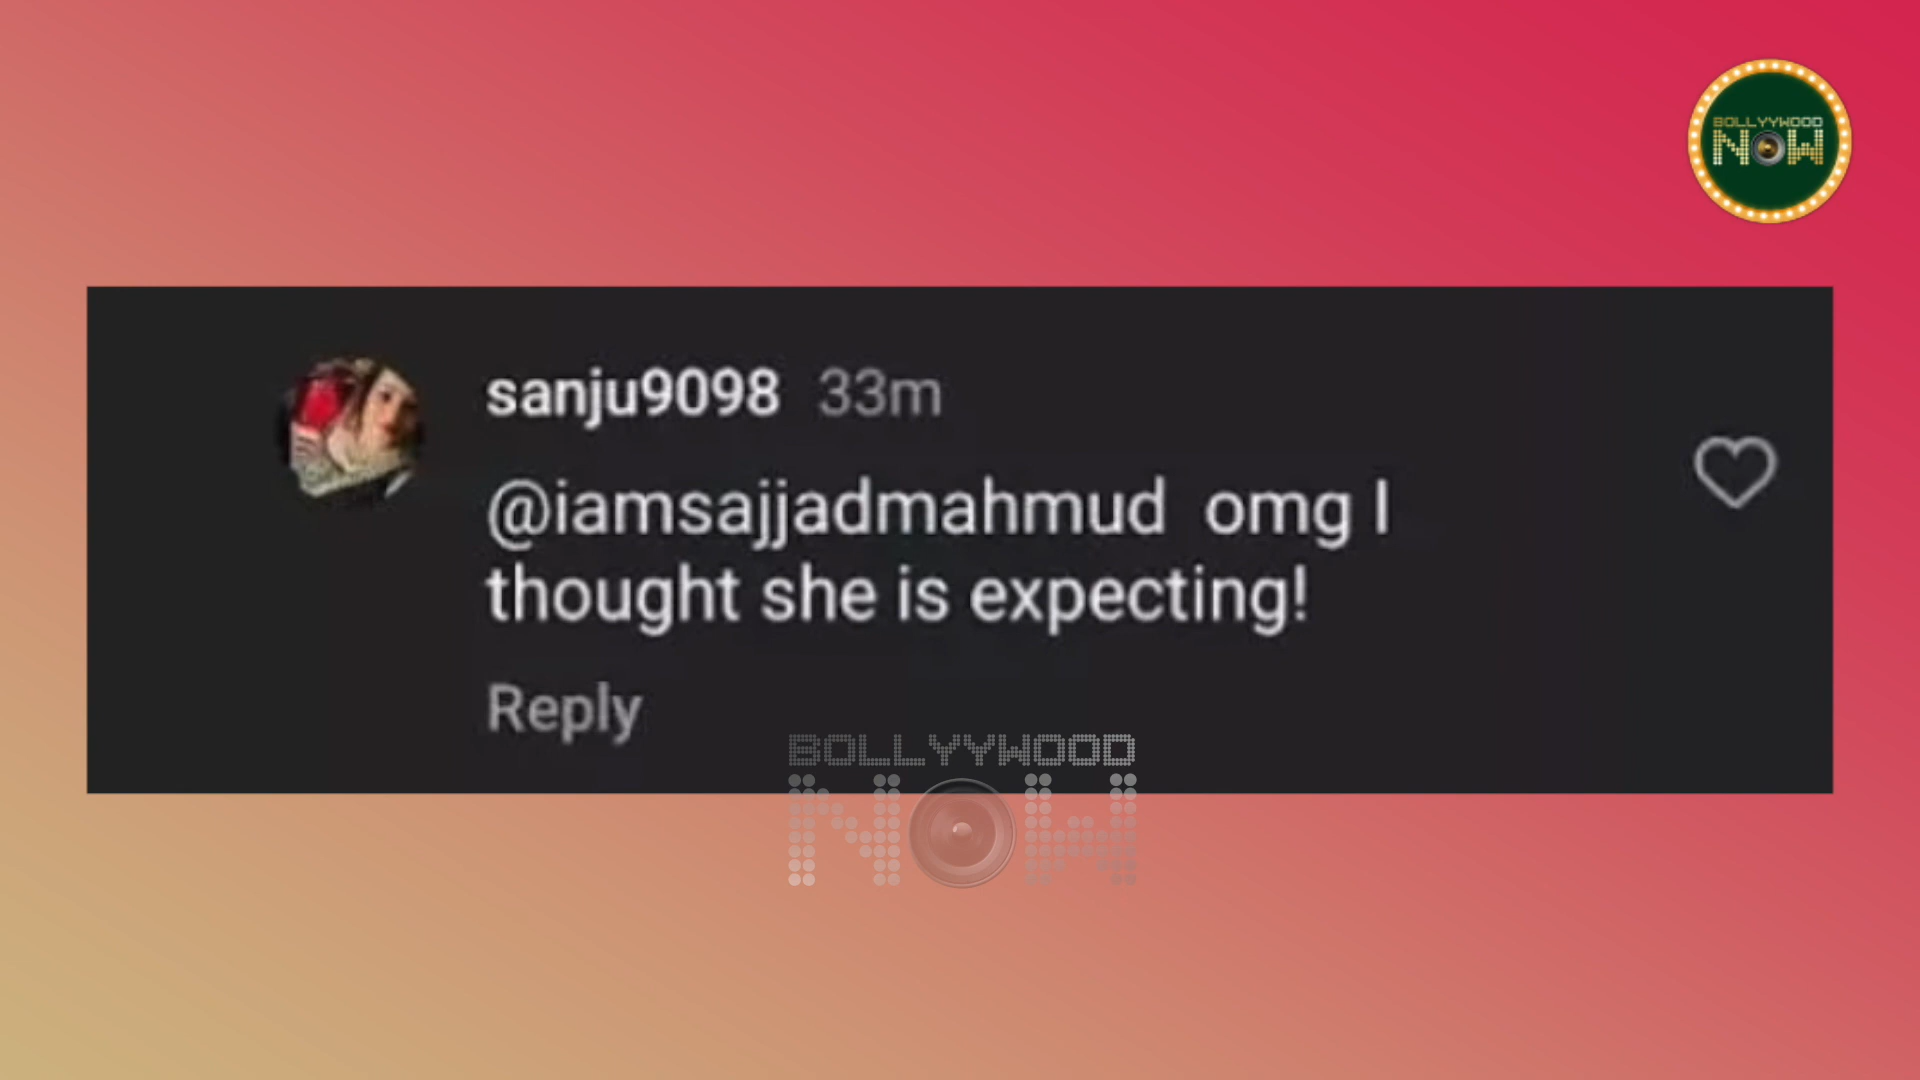 BOLLYYWOOD
NOW
sanju9098 33m
@iamsajjadmahmud omg I
thought she is expecting!
Reply
BOLLYYWOOD
NOW